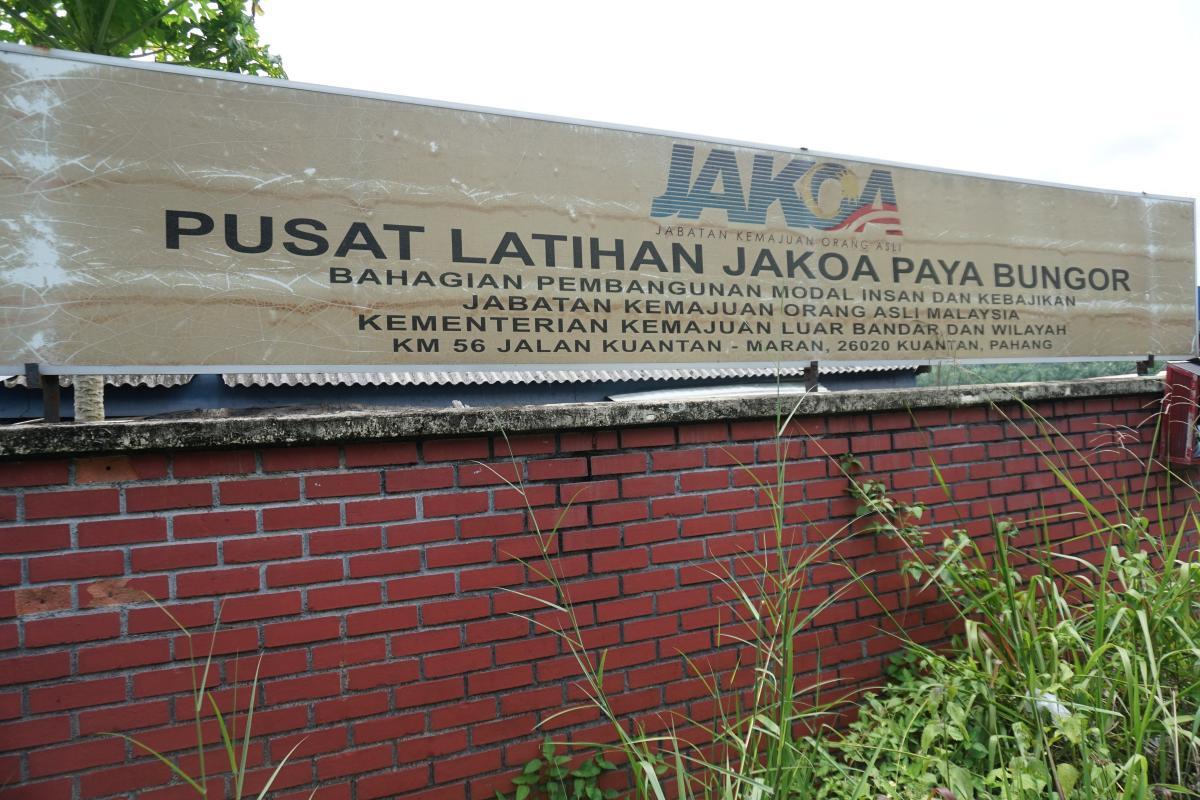 JAKOA
JABATAN KEMAJUAN ORANG ASLI
PUSAT LATIHAN JAKOA PAYA BUNGOR
BAHAGIAN PEMBANGUNAN MODAL INSAN DAN KEBAJIKAN
JABATAN KEMAJUAN ORANG ASLI MALAYSIA
KEMENTERIAN KEMAJUAN LUAR BANDAR DAN WILAYAH
KM 56 JALAN KUANTAN - MARAN, 26020 KUANTAN, PAHANG